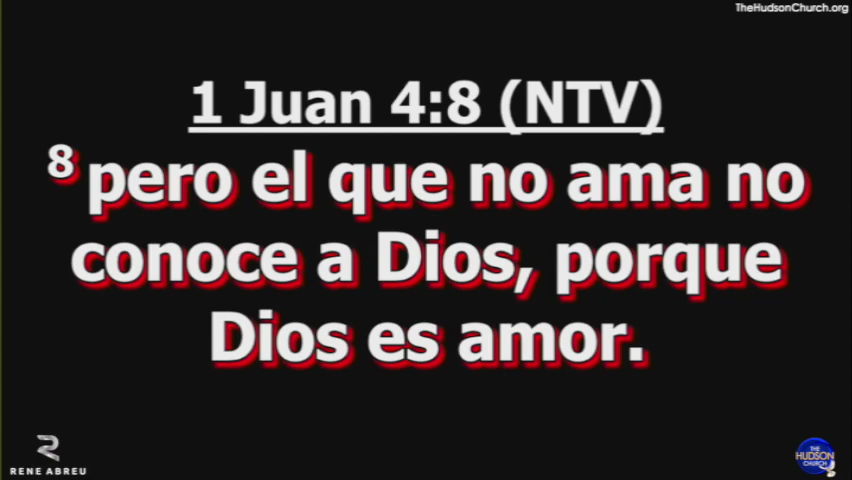 TheHudsonChurch.org
1 Juan 4:8 (NTV)
8 pero el que no ama no
conoce a Dios, porque
Dios es amor.
RENE ABREU
THE
HUDSON
CHURCH